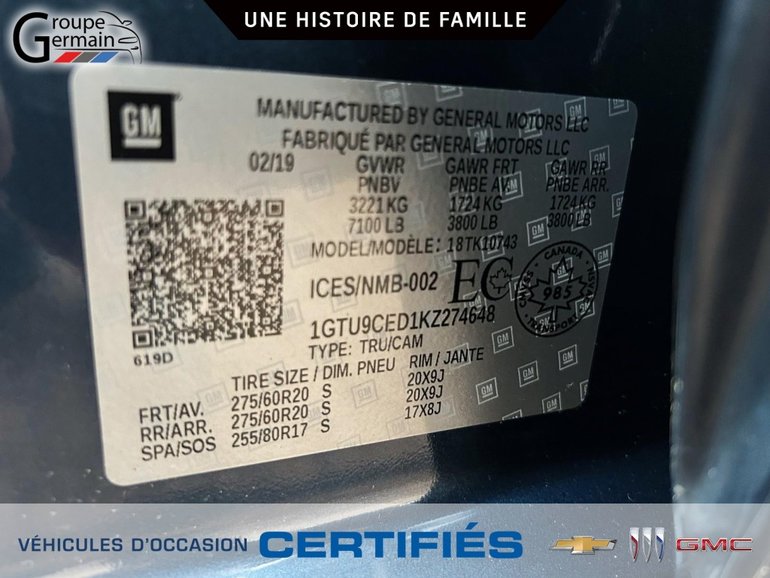 Groupe
Germain
UNE HISTOIRE DE FAMILLE
GM
MANUFACTURED BY GENERAL MOTORS LLC
FABRIQUÉ PAR GENERAL MOTORS LLC
02/19 GVWR GAWR FRT GAWR RR
PNBV PNBE AV. PNBE ARR.
3221 KG 1724 KG 1724 KG
7100 LB 3800 LB 3800 LB
MODEL/MODÈLE: 18TK10743
ICES/NMB-002 EC CANADA 985
1GTU9CED1KZ274648
619D
TYPE: TRU/CAM
TIRE SIZE / DIM. PNEU RIM / JANTE
FRT/AV. 275/60R20 S 20X9J
RR/ARR. 275/60R20 S 20X9J
SPA/SOS 255/80R17 S 17X8J
VÉHICULES D'OCCASION CERTIFIÉS GMC